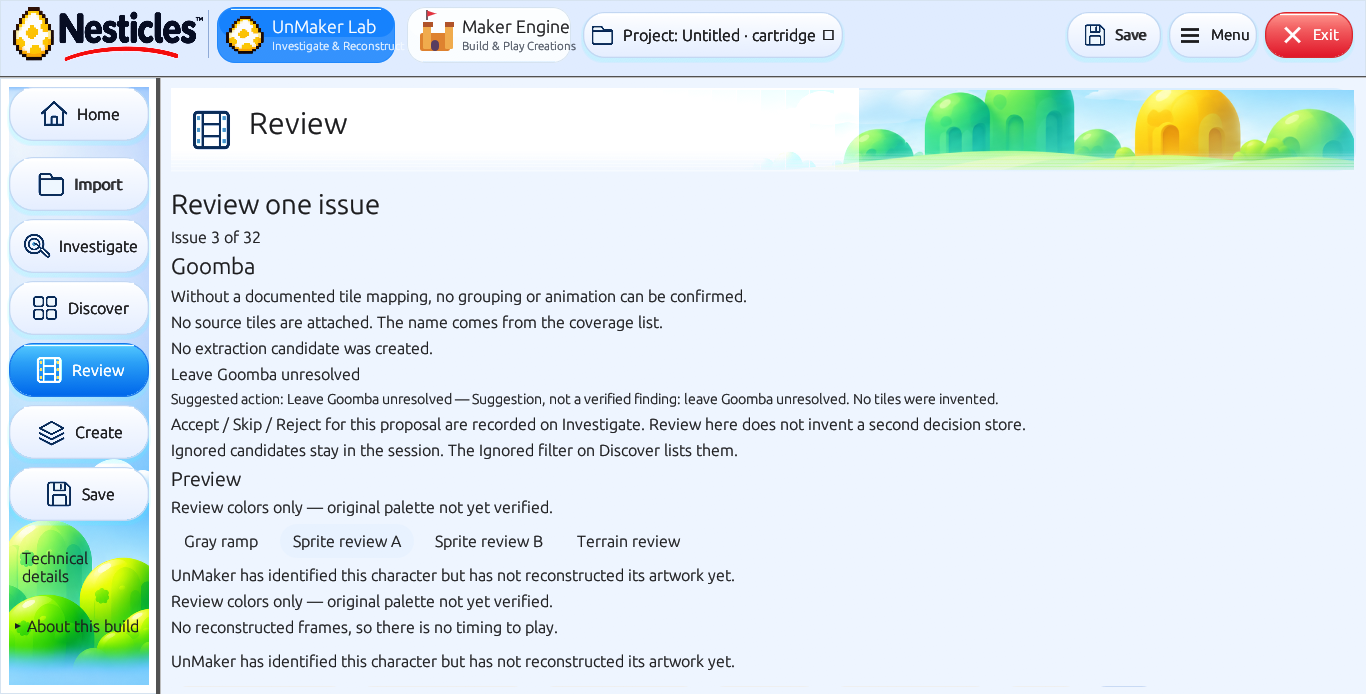 Nesticles™
UnMaker Lab
Investigate & Reconstruc
Maker Engine
Build & Play Creations
Project: Untitled · cartridge
Save
Menu
Exit
Home
Import
Investigate
Discover
Review
Create
Save
Technical
details
About this build
Review
Review one issue
Issue 3 of 32
Goomba
Without a documented tile mapping, no grouping or animation can be confirmed.
No source tiles are attached. The name comes from the coverage list.
No extraction candidate was created.
Leave Goomba unresolved
Suggested action: Leave Goomba unresolved — Suggestion, not a verified finding: leave Goomba unresolved. No tiles were invented.
Accept / Skip / Reject for this proposal are recorded on Investigate. Review here does not invent a second decision store.
Ignored candidates stay in the session. The Ignored filter on Discover lists them.
Preview
Review colors only — original palette not yet verified.
Gray ramp
Sprite review A
Sprite review B
Terrain review
UnMaker has identified this character but has not reconstructed its artwork yet.
Review colors only — original palette not yet verified.
No reconstructed frames, so there is no timing to play.
UnMaker has identified this character but has not reconstructed its artwork yet.